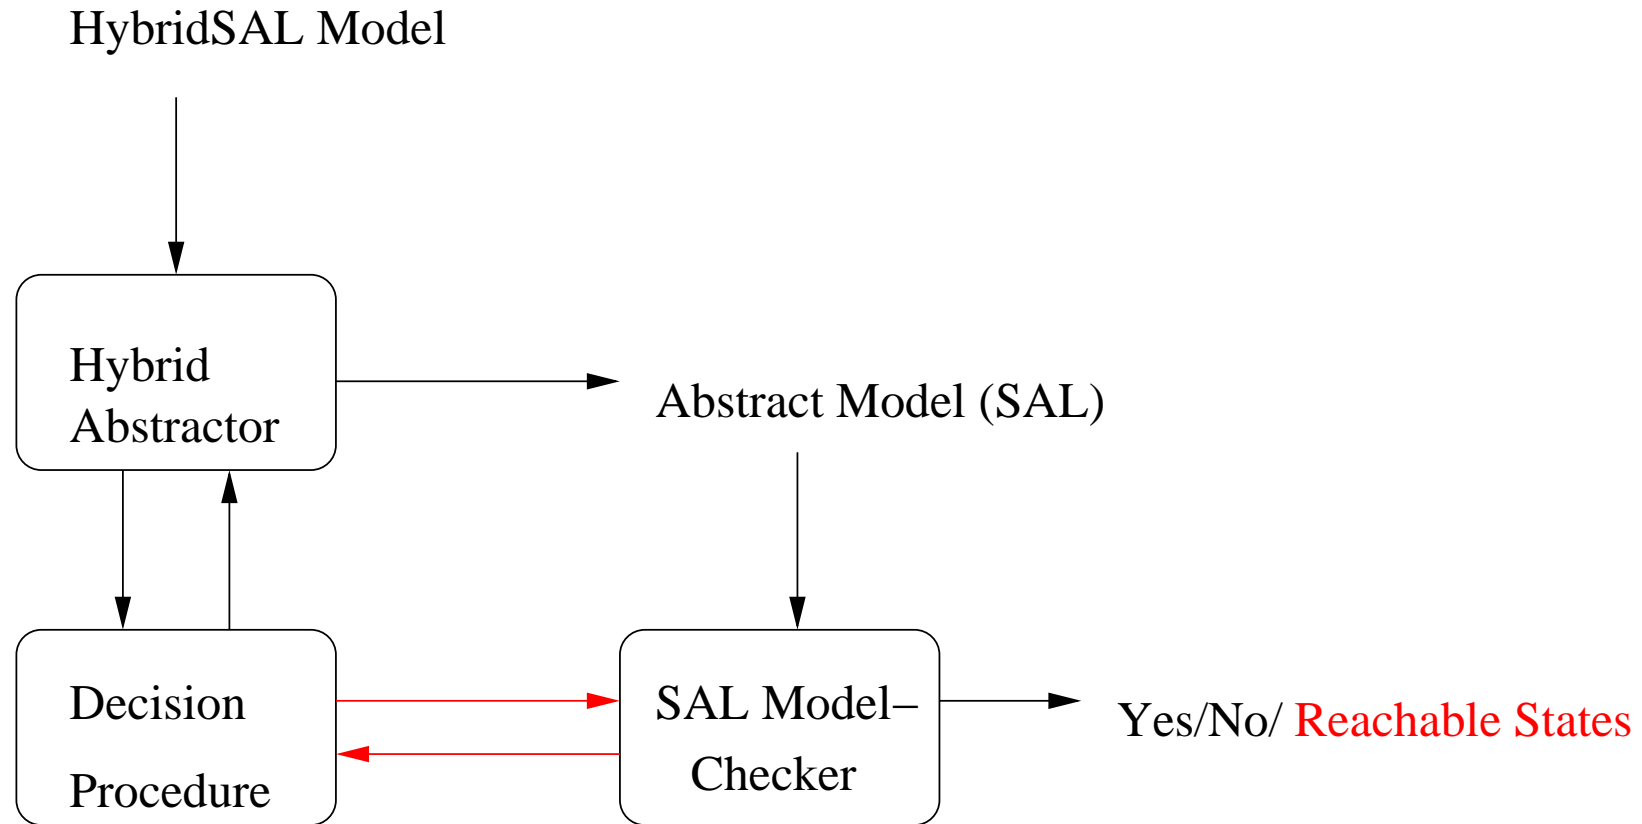 HybridSAL Model
Hybrid
Abstractor
Abstract Model (SAL)
Decision
Procedure
SAL Model–
Checker
Yes/No/ Reachable States